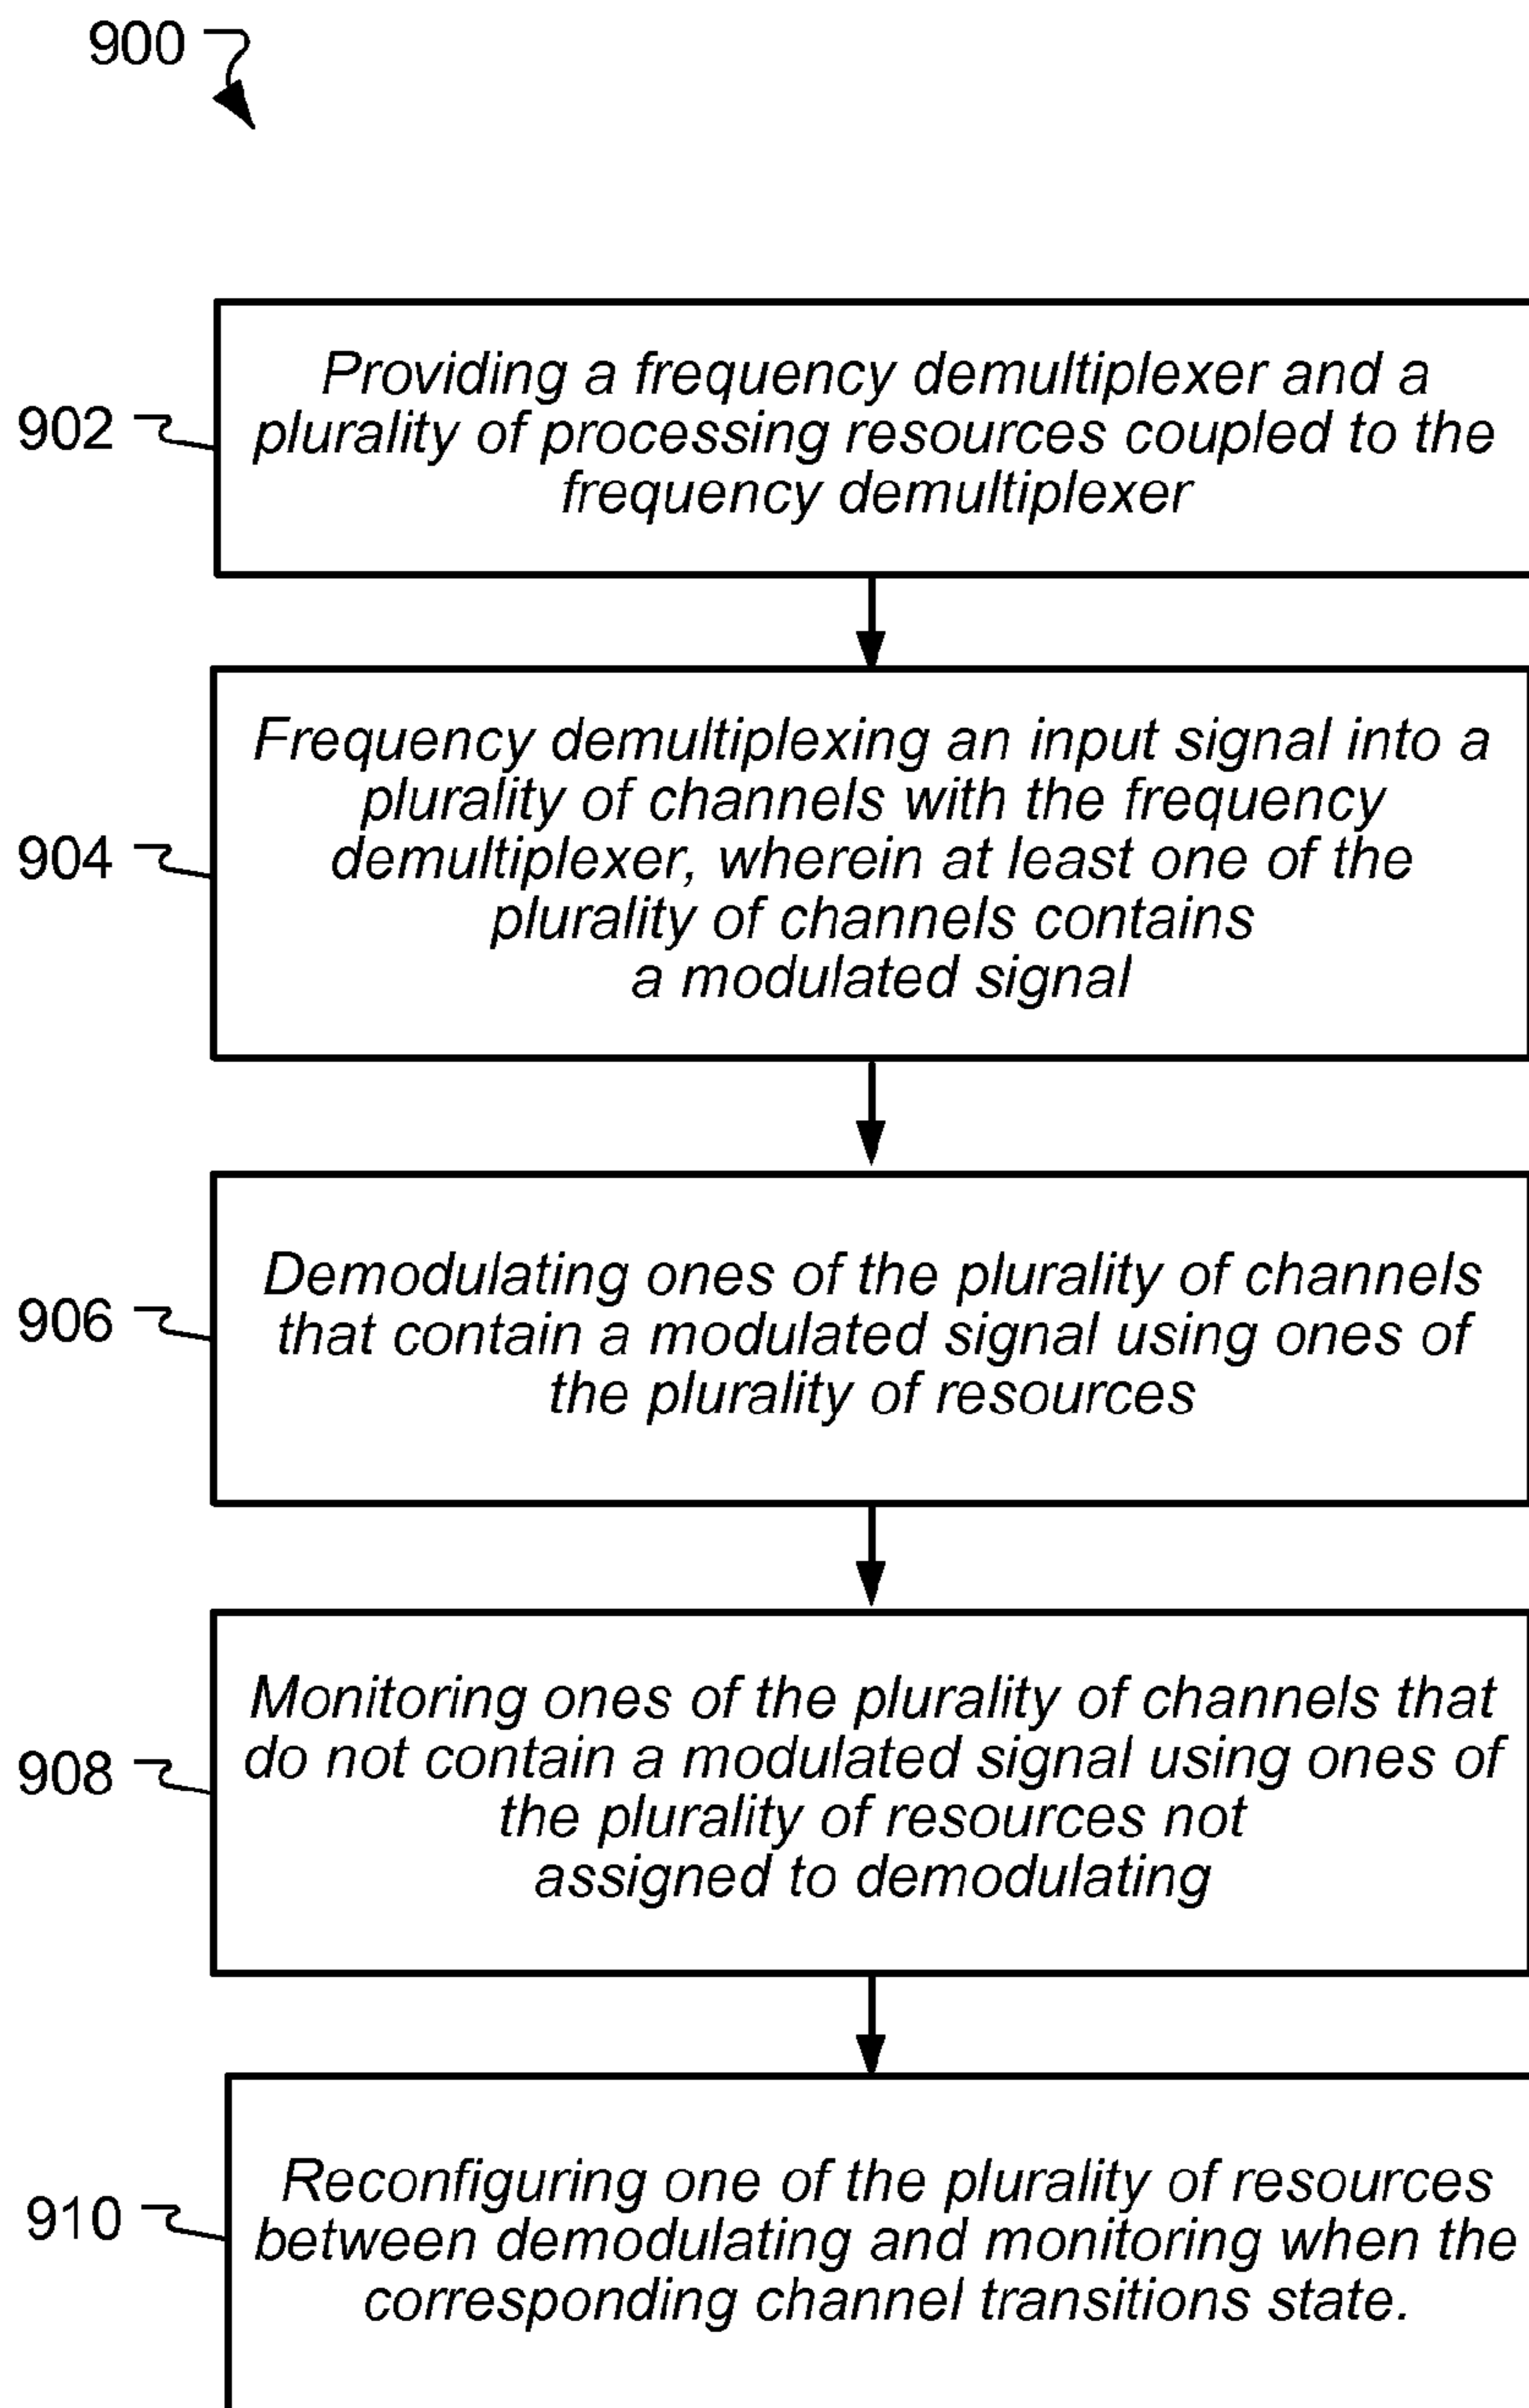 900
902
Providing a frequency demultiplexer and a
plurality of processing resources coupled to the
frequency demultiplexer
904
Frequency demultiplexing an input signal into a
plurality of channels with the frequency
demultiplexer, wherein at least one of the
plurality of channels contains
a modulated signal
906
Demodulating ones of the plurality of channels
that contain a modulated signal using ones of
the plurality of resources
908
Monitoring ones of the plurality of channels that
do not contain a modulated signal using ones of
the plurality of resources not
assigned to demodulating
910
Reconfiguring one of the plurality of resources
between demodulating and monitoring when the
corresponding channel transitions state.